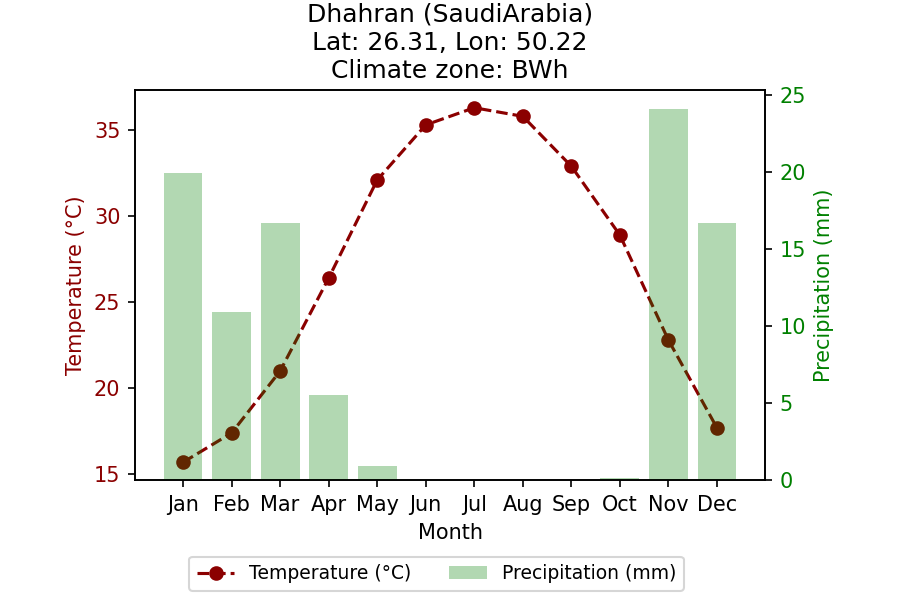 Dhahran (SaudiArabia)
Lat: 26.31, Lon: 50.22
Climate zone: BWh
Temperature (°C)
35
30
25
20
15
25
20
15
10
5
0
Precipitation (mm)
Jan Feb Mar Apr May Jun Jul Aug Sep Oct Nov Dec
Month
Temperature (°C) Precipitation (mm)